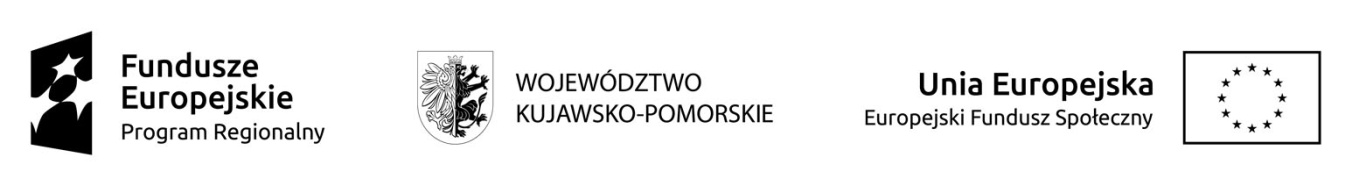 Fundusze
Europejskie
Program Regionalny
WOJEWÓDZTWO
KUJAWSKO-POMORSKIE
Unia Europejska
Europejski Fundusz Społeczny